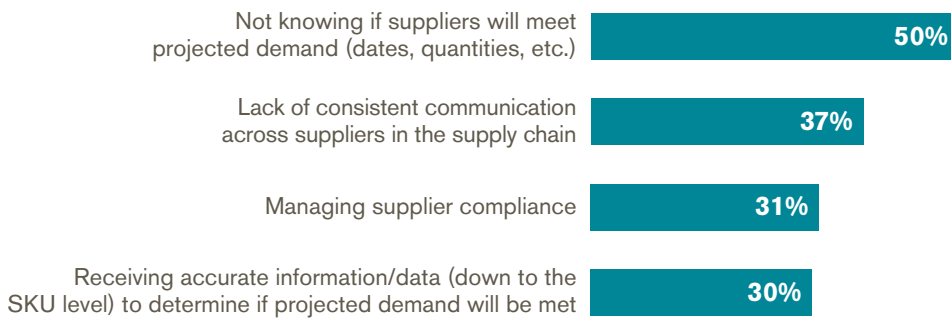 Not knowing if suppliers will meet
projected demand (dates, quantities, etc.)
50%
Lack of consistent communication
across suppliers in the supply chain
37%
Managing supplier compliance
31%
Receiving accurate information/data (down to the
SKU level) to determine if projected demand will be met
30%